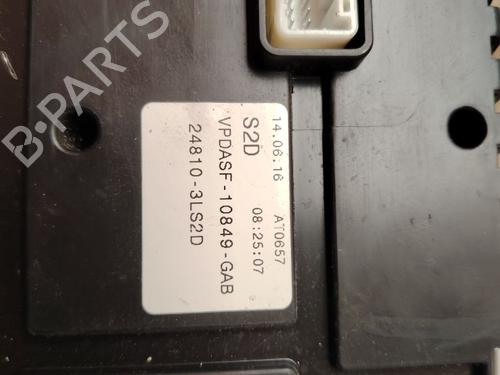 B-PARTS
14.06.16 AT0657
S2D 08:25:07
VPDASF-10849-GAB
24810-3LS2D